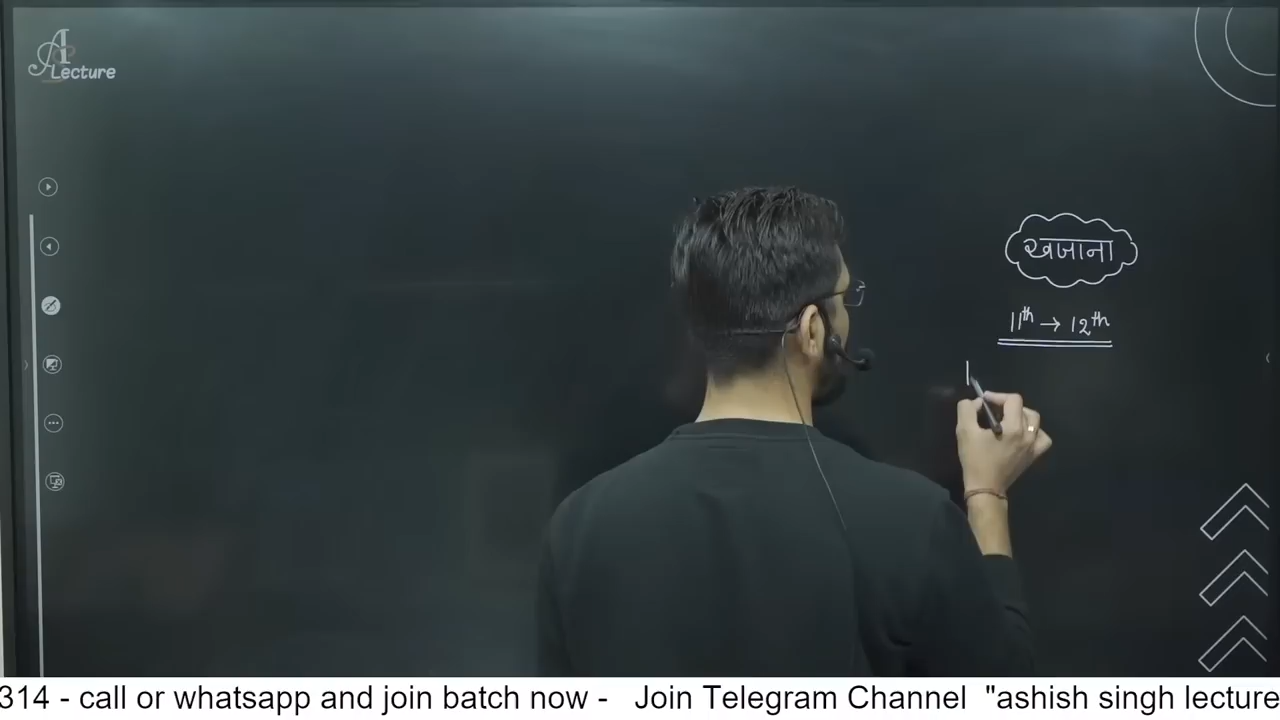 A
Lecture
खजाना
11th → 12th
314 - call or whatsapp and join batch now - Join Telegram Channel "ashish singh lecture